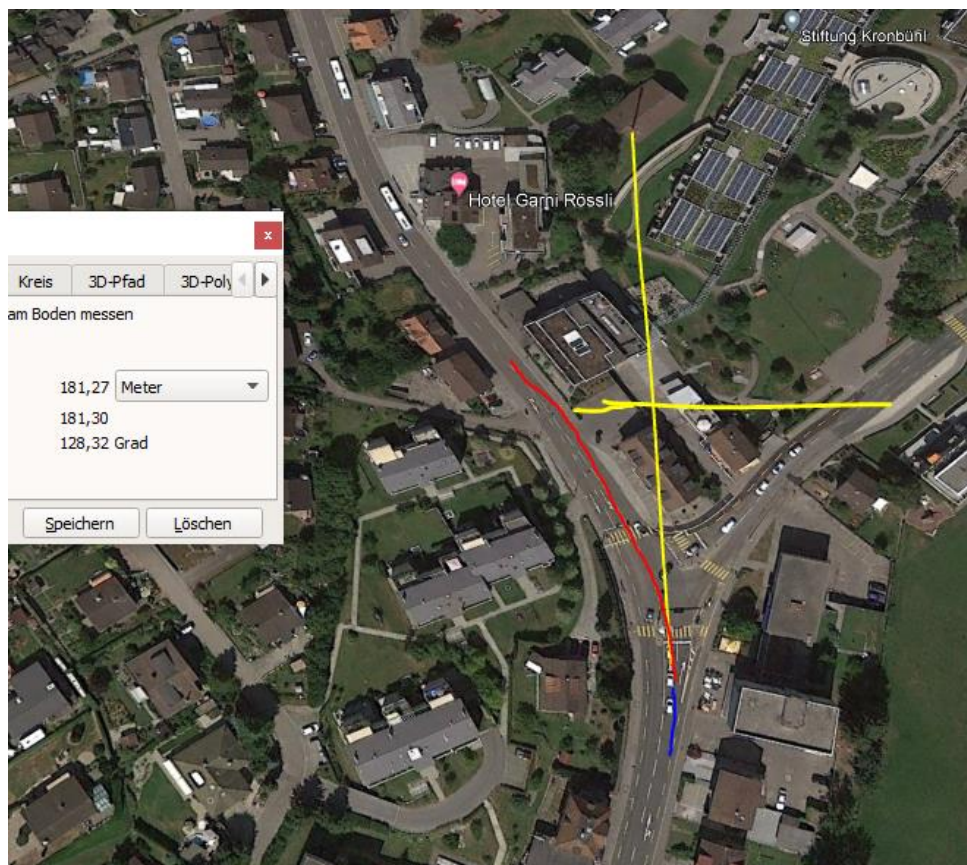 Stiftung Kronbühl
Hotel Garni Rössli
Kreis 3D-Pfad 3D-Poly
am Boden messen
181,27 Meter
181,30
128,32 Grad
Speichern Löschen